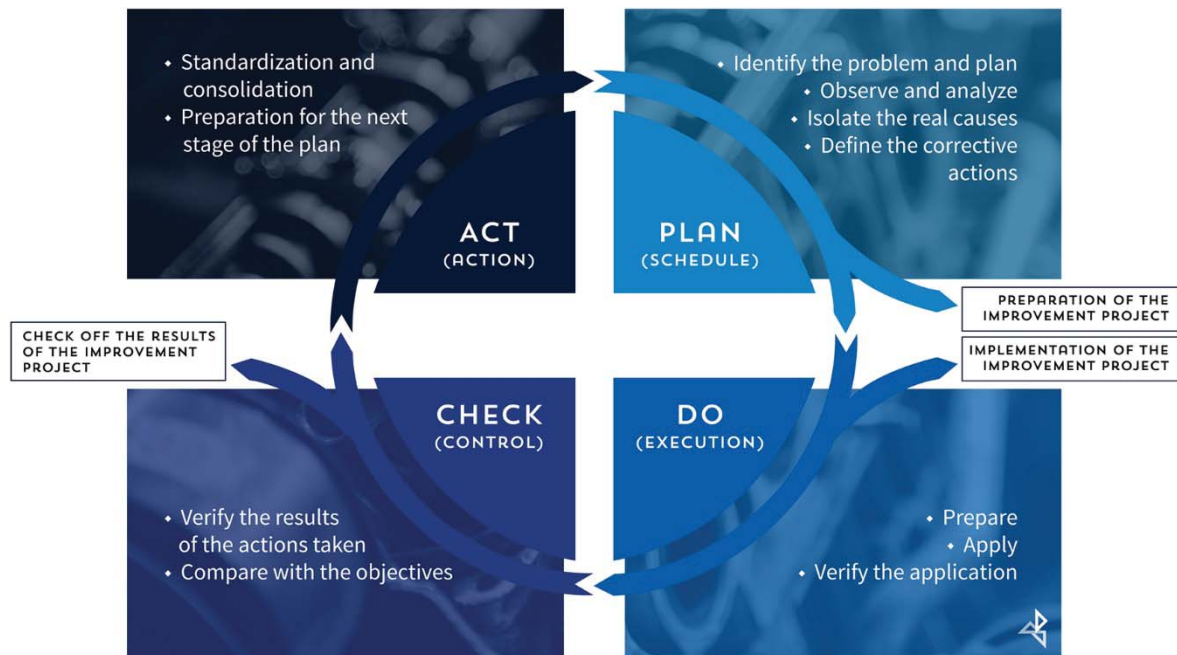 • Standardization and
consolidation
• Preparation for the next
stage of the plan
ACT
(ACTION)
• Identify the problem and plan
• Observe and analyze
• Isolate the real causes
• Define the corrective
actions
PLAN
(SCHEDULE)
PREPARATION OF THE
IMPROVEMENT PROJECT
CHECK OFF THE RESULTS
OF THE IMPROVEMENT
PROJECT
IMPLEMENTATION OF THE
IMPROVEMENT PROJECT
CHECK
(CONTROL)
• Verify the results
of the actions taken
• Compare with the objectives
DO
(EXECUTION)
• Prepare
• Apply
• Verify the application